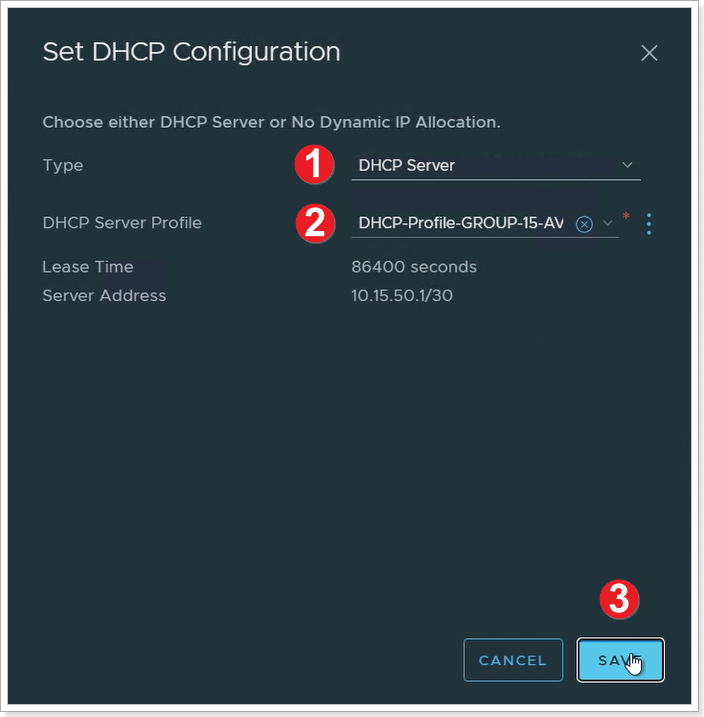 Set DHCP Configuration
Choose either DHCP Server or No Dynamic IP Allocation.
Type 1 DHCP Server
DHCP Server Profile 2 DHCP-Profile-GROUP-15-AV *
Lease Time 86400 seconds
Server Address 10.15.50.1/30
3
CANCEL SAVE